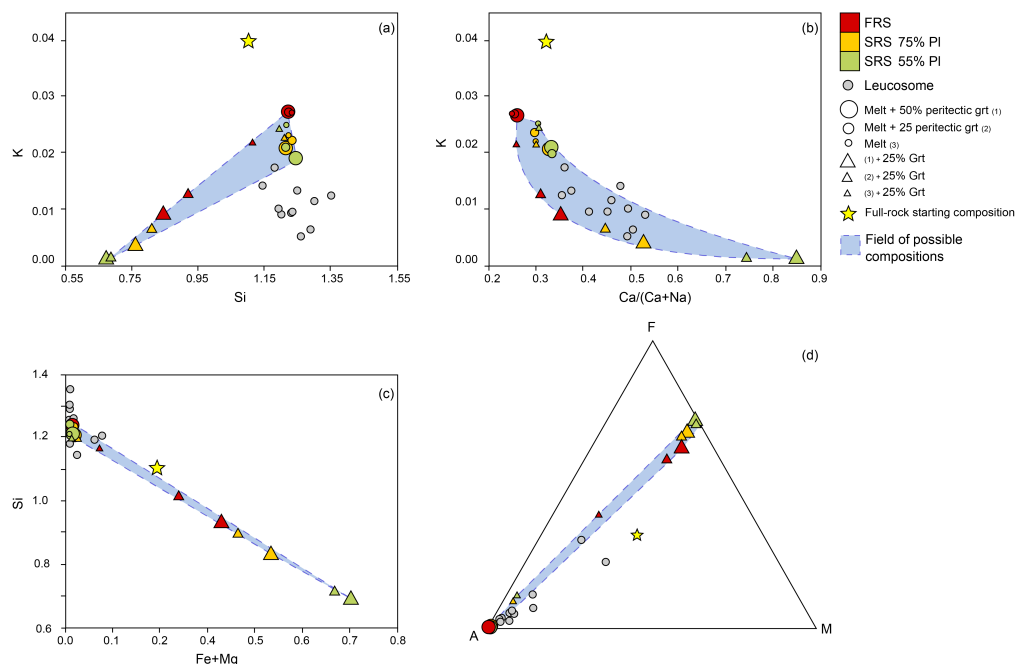 (a)
0.04
0.03
0.02
0.01
0.00
K
0.55
0.75
0.95
1.15
1.35
1.55
Si
(b)
0.04
0.03
0.02
0.01
0.00
K
0.2
0.3
0.4
0.5
0.6
0.7
0.8
0.9
Ca/(Ca+Na)
FRS
SRS 75% Pl
SRS 55% Pl
Leucosome
Melt + 50% peritectic grt (1)
Melt + 25 peritectic grt (2)
Melt (3)
(1) + 25% Grt
(2) + 25% Grt
(3) + 25% Grt
Full-rock starting composition
Field of possible
compositions
(c)
1.4
1.2
1.0
0.8
0.6
Si
0.0
0.1
0.2
0.3
0.4
0.5
0.6
0.7
0.8
Fe+Mg
(d)
F
A
M